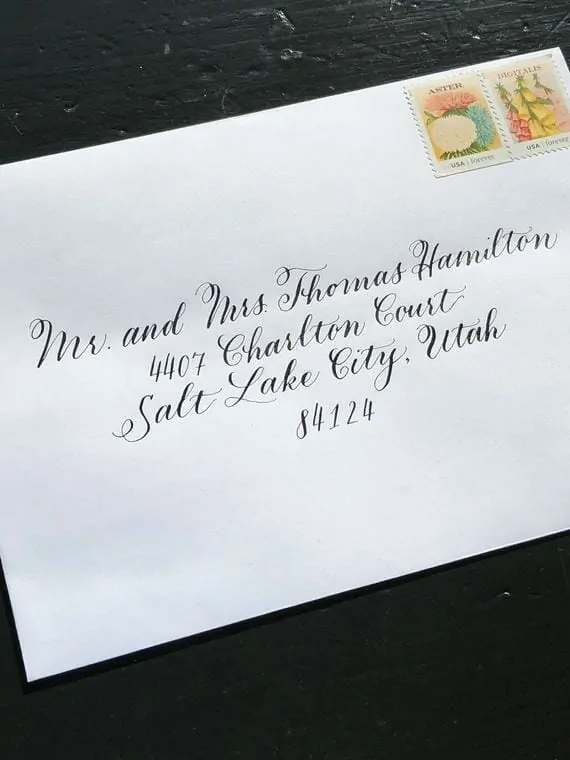 ASTER
USA | forever
DIGITALIS
USA | forever
Mr. and Mrs. Thomas Hamilton
4407 Charlton Court
Salt Lake City, Utah
84124